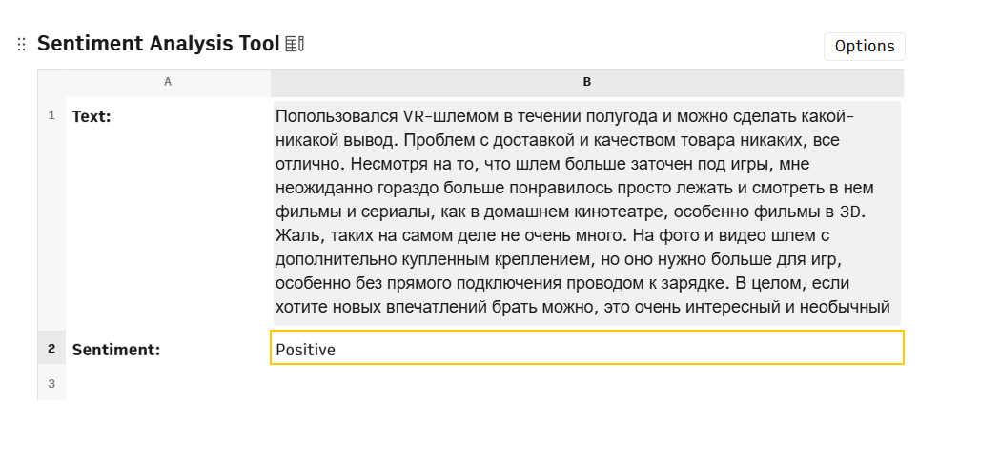 Sentiment Analysis Tool
Options
A
B
1
Text:
Попользовался VR-шлемом в течении полугода и можно сделать какой-
никакой вывод. Проблем с доставкой и качеством товара никаких, все
отлично. Несмотря на то, что шлем больше заточен под игры, мне
неожиданно гораздо больше понравилось просто лежать и смотреть в нем
фильмы и сериалы, как в домашнем кинотеатре, особенно фильмы в 3D.
Жаль, таких на самом деле не очень много. На фото и видео шлем с
дополнительно купленным креплением, но оно нужно больше для игр,
особенно без прямого подключения проводом к зарядке. В целом, если
хотите новых впечатлений брать можно, это очень интересный и необычный
2
Sentiment:
Positive
3